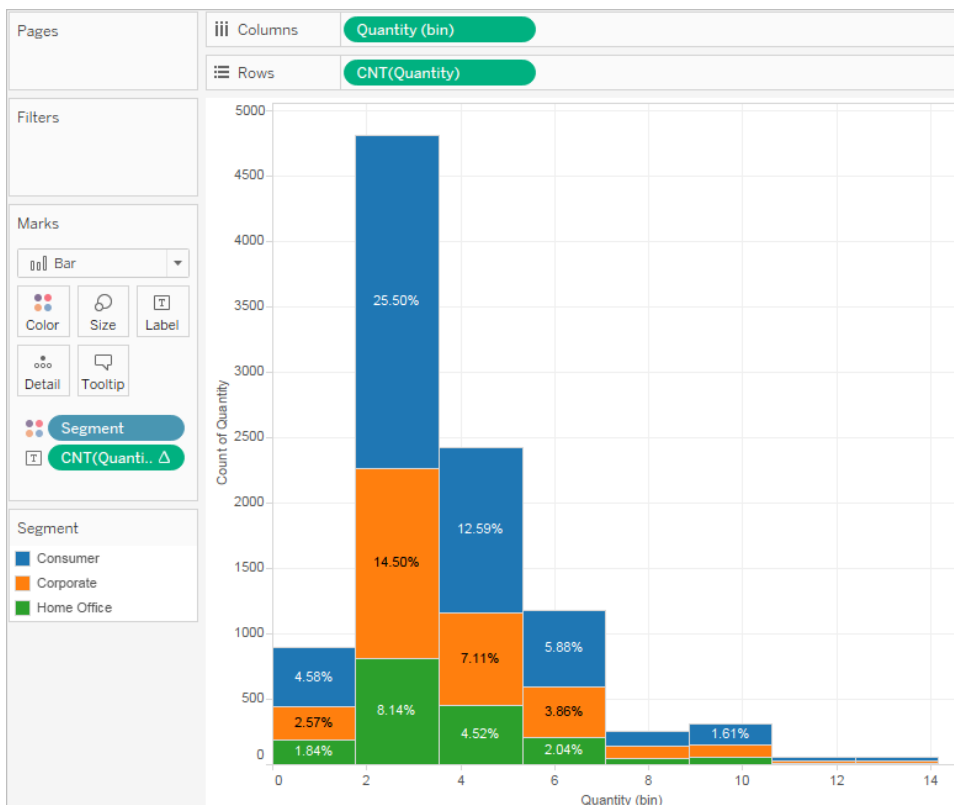 Pages
Columns
Quantity (bin)
Rows
CNT(Quantity)
Filters
Marks
Bar
Color
Size
Label
Detail
Tooltip
Segment
CNT(Quanti.. Δ
Segment
Consumer
Corporate
Home Office
Count of Quantity
5000
4500
4000
3500
3000
2500
2000
1500
1000
500
0
25.50%
14.50%
8.14%
12.59%
7.11%
4.52%
4.58%
2.57%
1.84%
5.88%
3.86%
2.04%
1.61%
0 2 4 6 8 10 12 14
Quantity (bin)